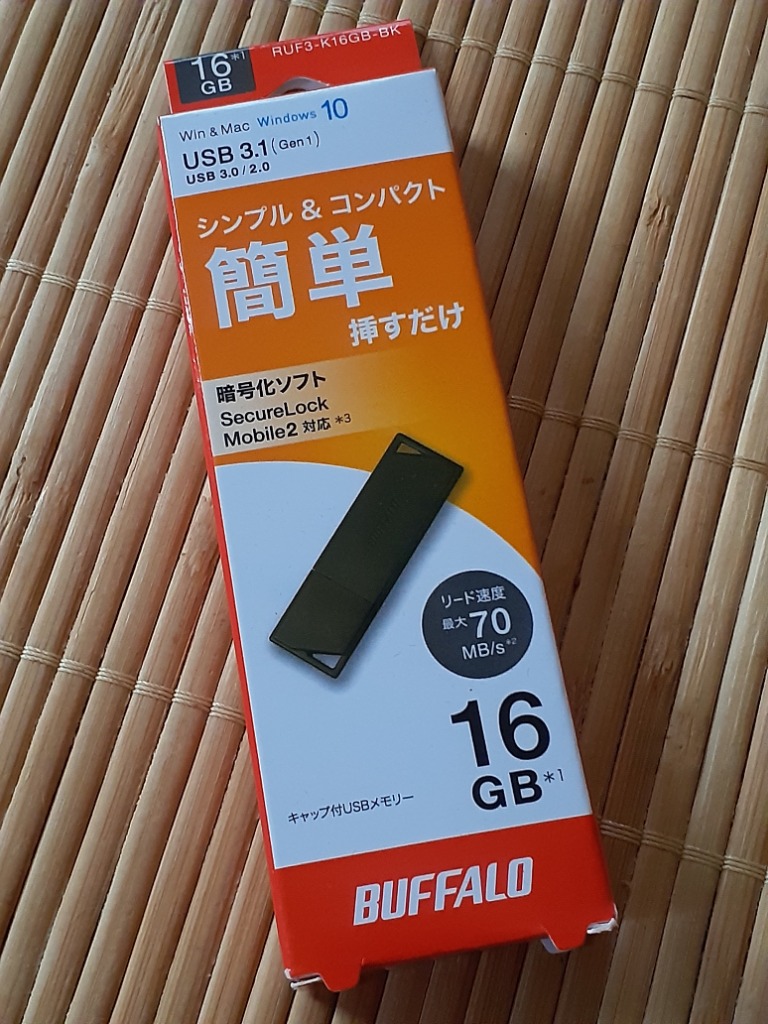 16*1
GB
RUF3-K16GB-BK
Win & Mac Windows 10
USB 3.1(Gen1)
USB 3.0/2.0
シンプル & コンパクト
簡単
挿すだけ
暗号化ソフト
SecureLock
Mobile2 対応 *3
リード速度
最大70
MB/s*2
16
GB*1
キャップ付USBメモリー
BUFFALO